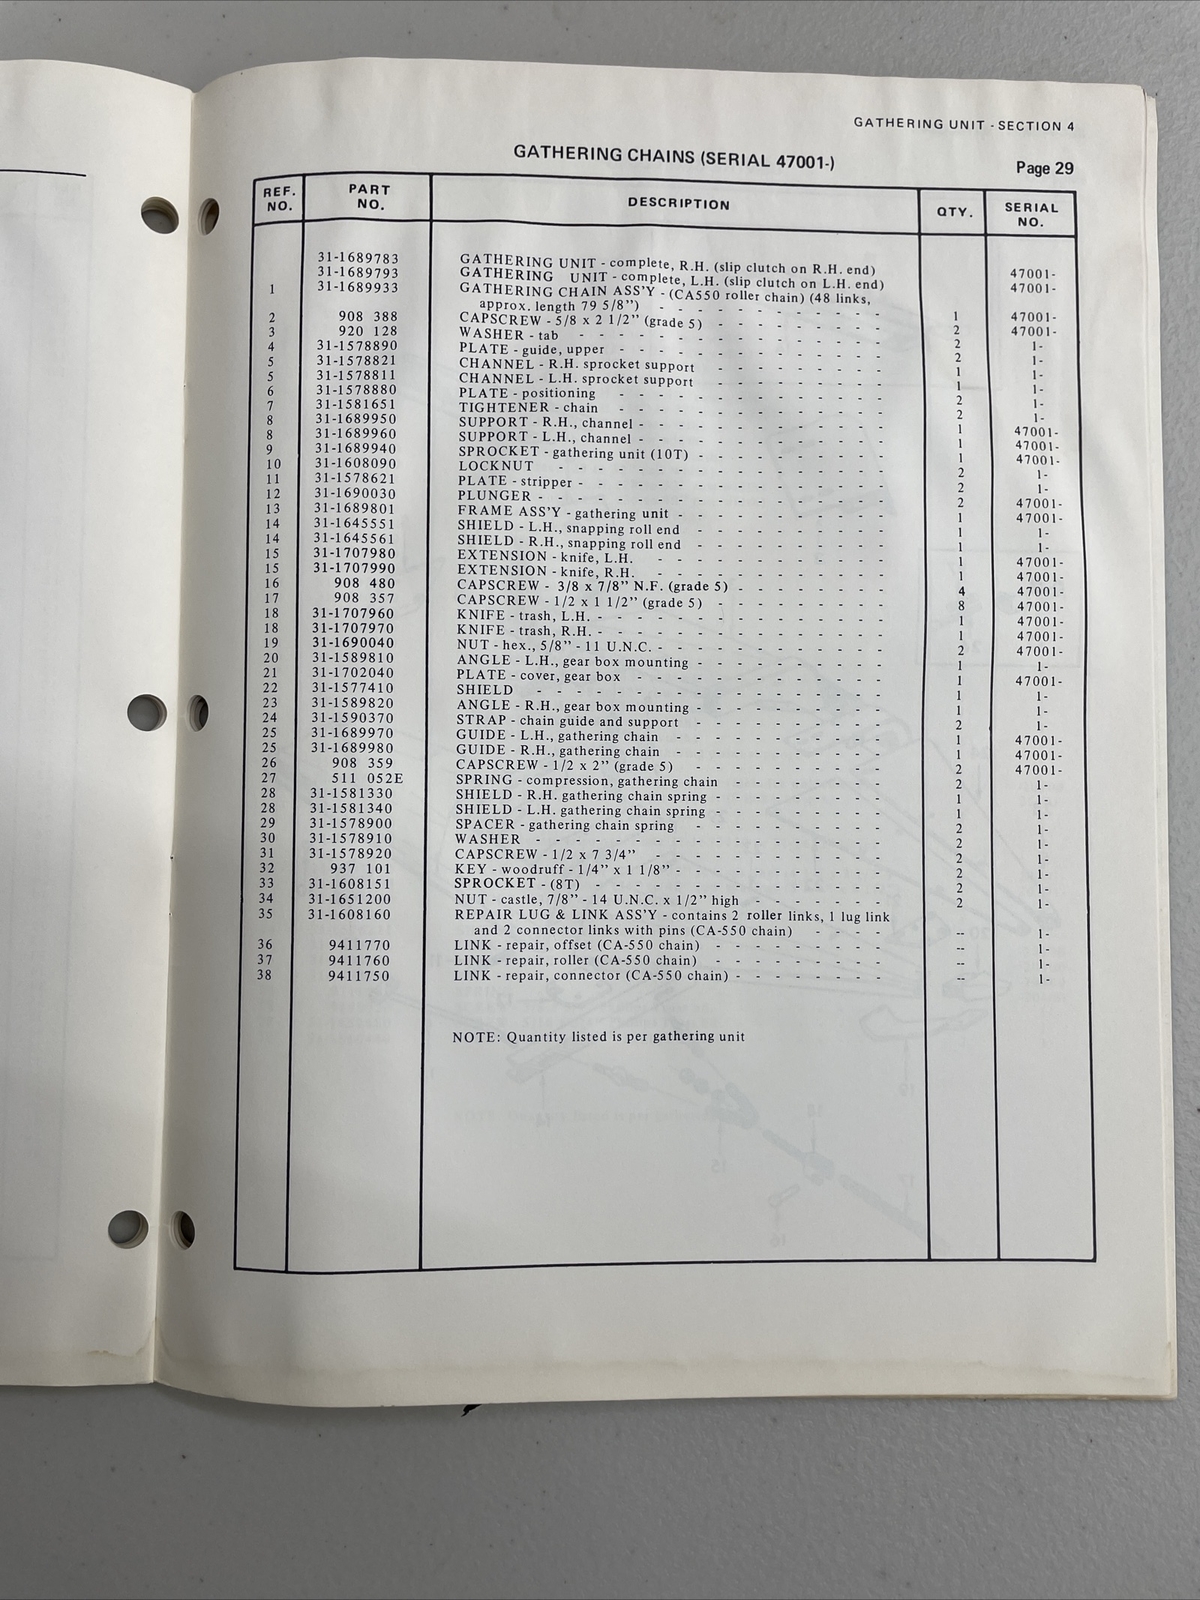 GATHERING UNIT - SECTION 4
GATHERING CHAINS (SERIAL 47001-)
Page 29
REF. NO. PART NO. DESCRIPTION QTY. SERIAL NO.
31-1689783 GATHERING UNIT - complete, R.H. (slip clutch on R.H. end) 47001-
31-1689793 GATHERING UNIT - complete, L.H. (slip clutch on L.H. end) 47001-
1 31-1689933 GATHERING CHAIN ASS'Y - (CA550 roller chain) (48 links,
approx. length 79 5/8") - - - - - - - - - 1 47001-
2 908 388 CAPSCREW - 5/8 x 2 1/2" (grade 5) - - - - - - - - - 2 47001-
3 920 128 WASHER - tab - - - - - - - - - 2 1-
4 31-1578890 PLATE - guide, upper - - - - - - - - - 2 1-
5 31-1578821 CHANNEL - R.H. sprocket support - - - - - - - - - 1 1-
5 31-1578811 CHANNEL - L.H. sprocket support - - - - - - - - - 1 1-
6 31-1578880 PLATE - positioning - - - - - - - - - 2 1-
7 31-1581651 TIGHTENER - chain - - - - - - - - - 2 1-
8 31-1689950 SUPPORT - R.H., channel - - - - - - - - - 1 47001-
8 31-1689960 SUPPORT - L.H., channel - - - - - - - - - 1 47001-
9 31-1689940 SPROCKET - gathering unit (10T) - - - - - - - - - 1 47001-
10 31-1608090 LOCKNUT - - - - - - - - - 2 1-
11 31-1578621 PLATE - stripper - - - - - - - - - 2 1-
12 31-1690030 PLUNGER - - - - - - - - - 2 47001-
13 31-1689801 FRAME ASS'Y - gathering unit - - - - - - - - - 1 47001-
14 31-1645551 SHIELD - L.H., snapping roll end - - - - - - - - - 1 1-
14 31-1645561 SHIELD - R.H., snapping roll end - - - - - - - - - 1 1-
15 31-1707980 EXTENSION - knife, L.H. - - - - - - - - - 1 47001-
15 31-1707990 EXTENSION - knife, R.H. - - - - - - - - - 1 47001-
16 908 480 CAPSCREW - 3/8 x 7/8" N.F. (grade 5) - - - - - - - - 4 47001-
17 908 357 CAPSCREW - 1/2 x 1 1/2" (grade 5) - - - - - - - - - 8 47001-
18 31-1707960 KNIFE - trash, L.H. - - - - - - - - - 1 47001-
18 31-1707970 KNIFE - trash, R.H. - - - - - - - - - 1 47001-
19 31-1690040 NUT - hex., 5/8" - 11 U.N.C. - - - - - - - - - 2 47001-
20 31-1589810 ANGLE - L.H., gear box mounting - - - - - - - - - 1 1-
21 31-1702040 PLATE - cover, gear box - - - - - - - - - 1 47001-
22 31-1577410 SHIELD - - - - - - - - - 1 1-
23 31-1589820 ANGLE - R.H., gear box mounting - - - - - - - - - 1 1-
24 31-1590370 STRAP - chain guide and support - - - - - - - - - 2 1-
25 31-1689970 GUIDE - L.H., gathering chain - - - - - - - - - 1 47001-
25 31-1689980 GUIDE - R.H., gathering chain - - - - - - - - - 1 47001-
26 908 359 CAPSCREW - 1/2 x 2" (grade 5) - - - - - - - - - 2 47001-
27 511 052E SPRING - compression, gathering chain - - - - - - - - 2 1-
28 31-1581330 SHIELD - R.H. gathering chain spring - - - - - - - - - 1 1-
28 31-1581340 SHIELD - L.H. gathering chain spring - - - - - - - - - 1 1-
29 31-1578900 SPACER - gathering chain spring - - - - - - - - - 2 1-
30 31-1578910 WASHER - - - - - - - - - 2 1-
31 31-1578920 CAPSCREW - 1/2 x 7 3/4" - - - - - - - - - 2 1-
32 937 101 KEY - woodruff - 1/4" x 1 1/8" - - - - - - - - - 2 1-
33 31-1608151 SPROCKET - (8T) - - - - - - - - - 2 1-
34 31-1651200 NUT - castle, 7/8" - 14 U.N.C. x 1/2" high - - - - - - - - 2 1-
35 31-1608160 REPAIR LUG & LINK ASS'Y - contains 2 roller links, 1 lug link
and 2 connector links with pins (CA-550 chain) - - - - -- 1-
36 9411770 LINK - repair, offset (CA-550 chain) - - - - - - - - - -- 1-
37 9411760 LINK - repair, roller (CA-550 chain) - - - - - - - - - -- 1-
38 9411750 LINK - repair, connector (CA-550 chain) - - - - - - - - -- 1-
NOTE: Quantity listed is per gathering unit